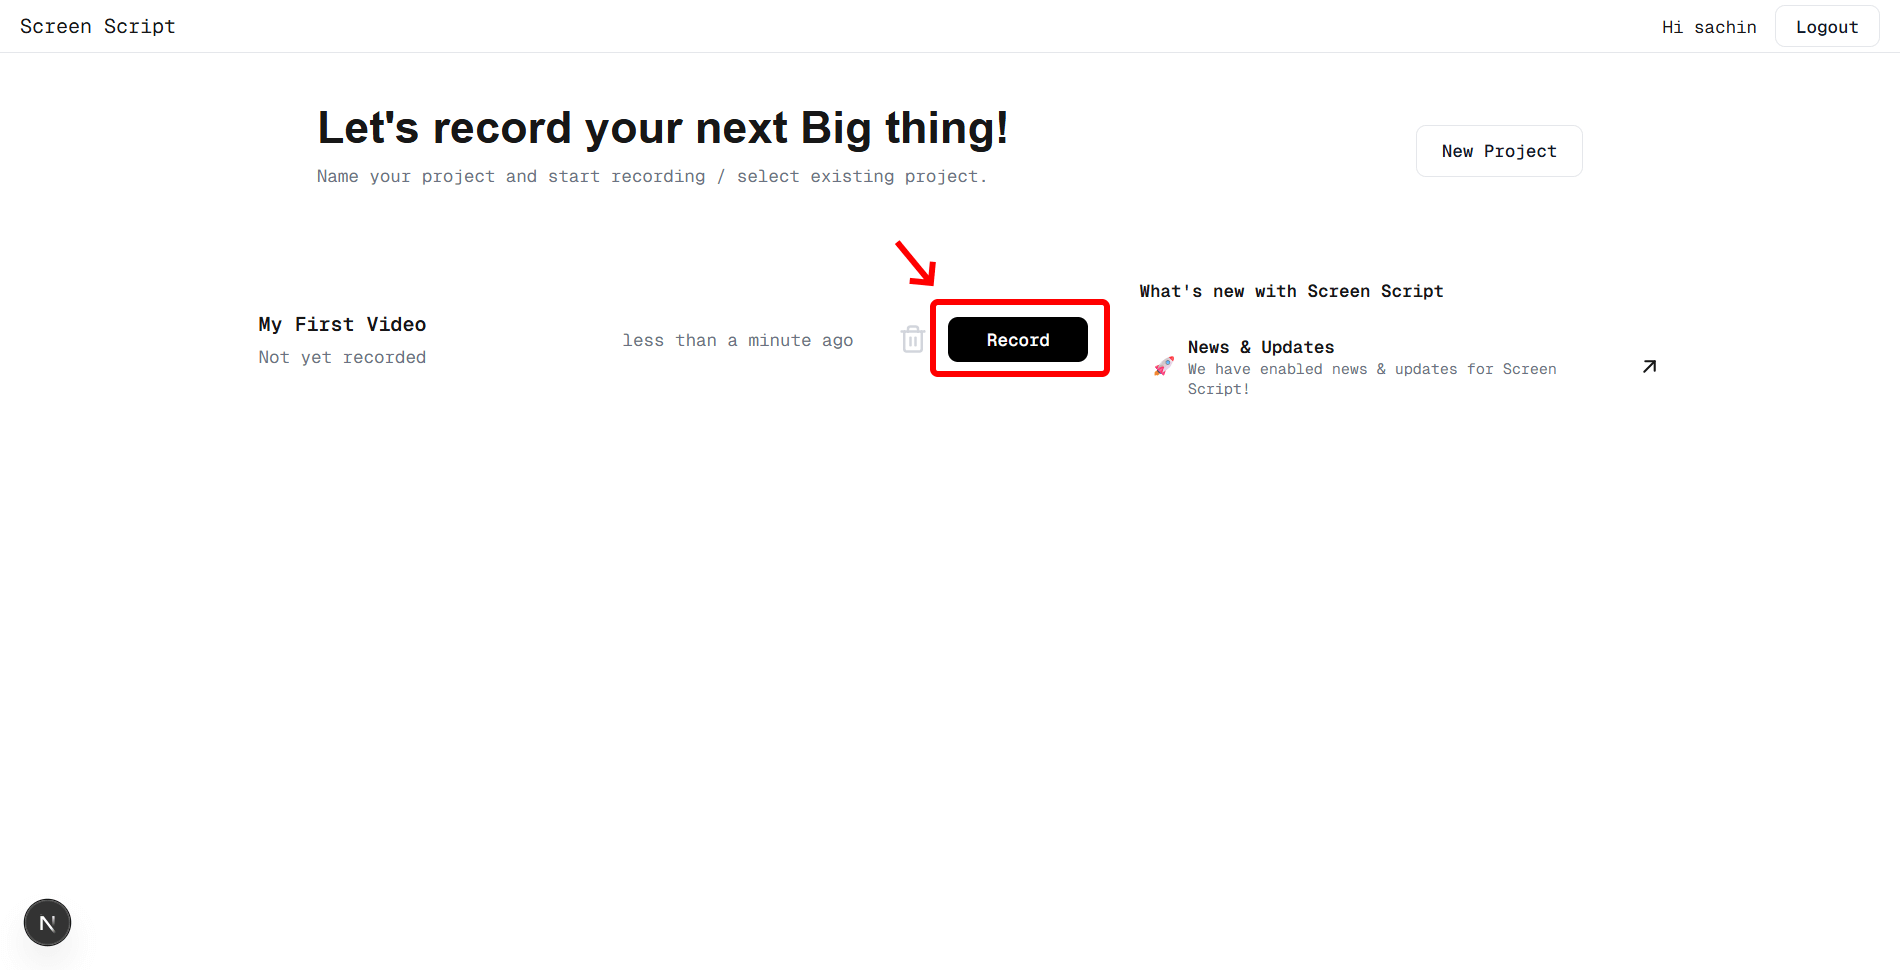 Screen Script
Hi sachin
Logout
Let's record your next Big thing!
Name your project and start recording / select existing project.
New Project
My First Video
Not yet recorded
less than a minute ago
Record
What's new with Screen Script
News & Updates
We have enabled news & updates for Screen
Script!
N